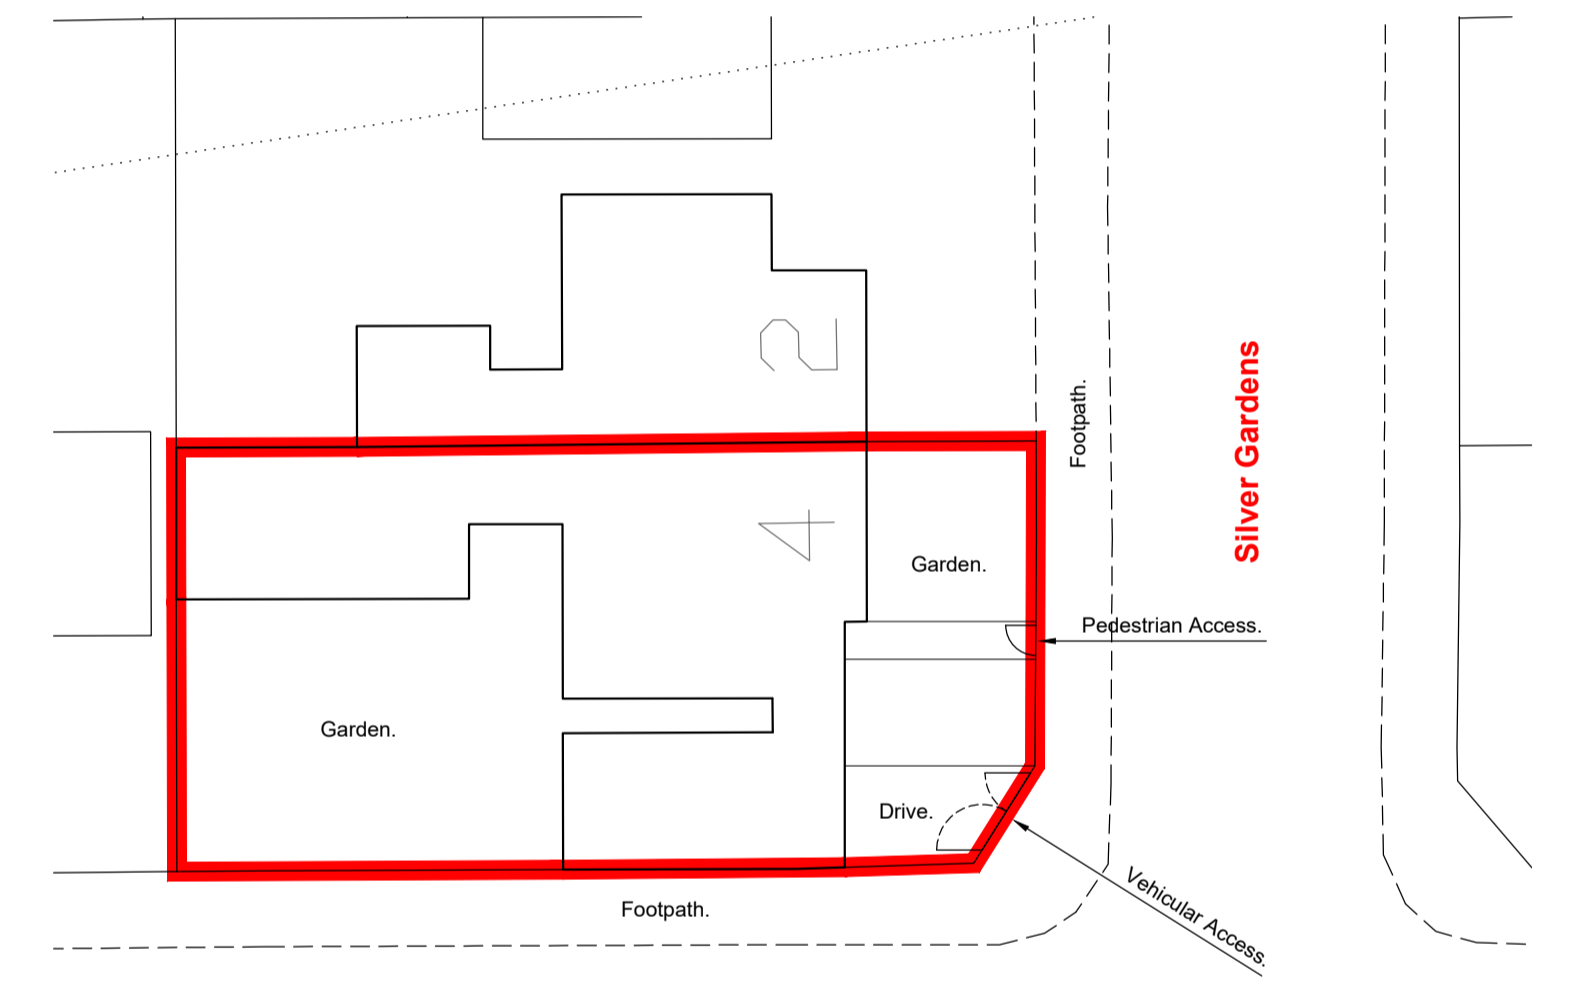 2
Footpath.
Silver Gardens
4
Garden.
Pedestrian Access.
Garden.
Drive.
Vehicular Access.
Footpath.